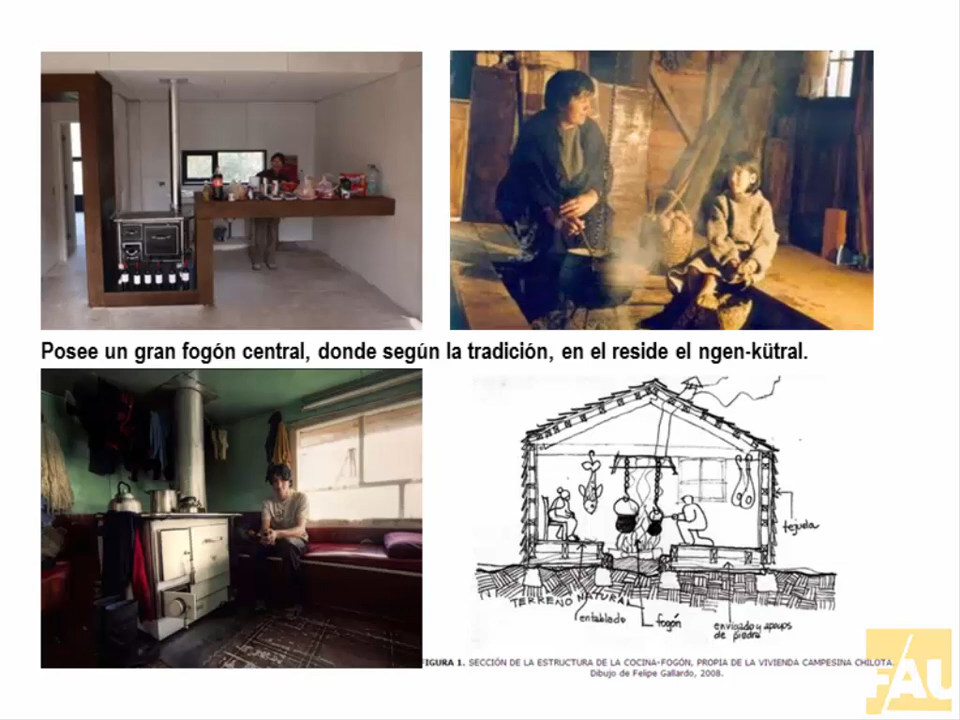 Posee un gran fogón central, donde según la tradición, en el reside el ngen-kütral.
tejuela
TERRENO NATURAL
entablado
fogón
envigado y apoyos
de piedra
FIGURA 1. SECCIÓN DE LA ESTRUCTURA DE LA COCINA-FOGÓN, PROPIA DE LA VIVIENDA CAMPESINA CHILOTA.
Dibujo de Felipe Gallardo, 2008.
FAU